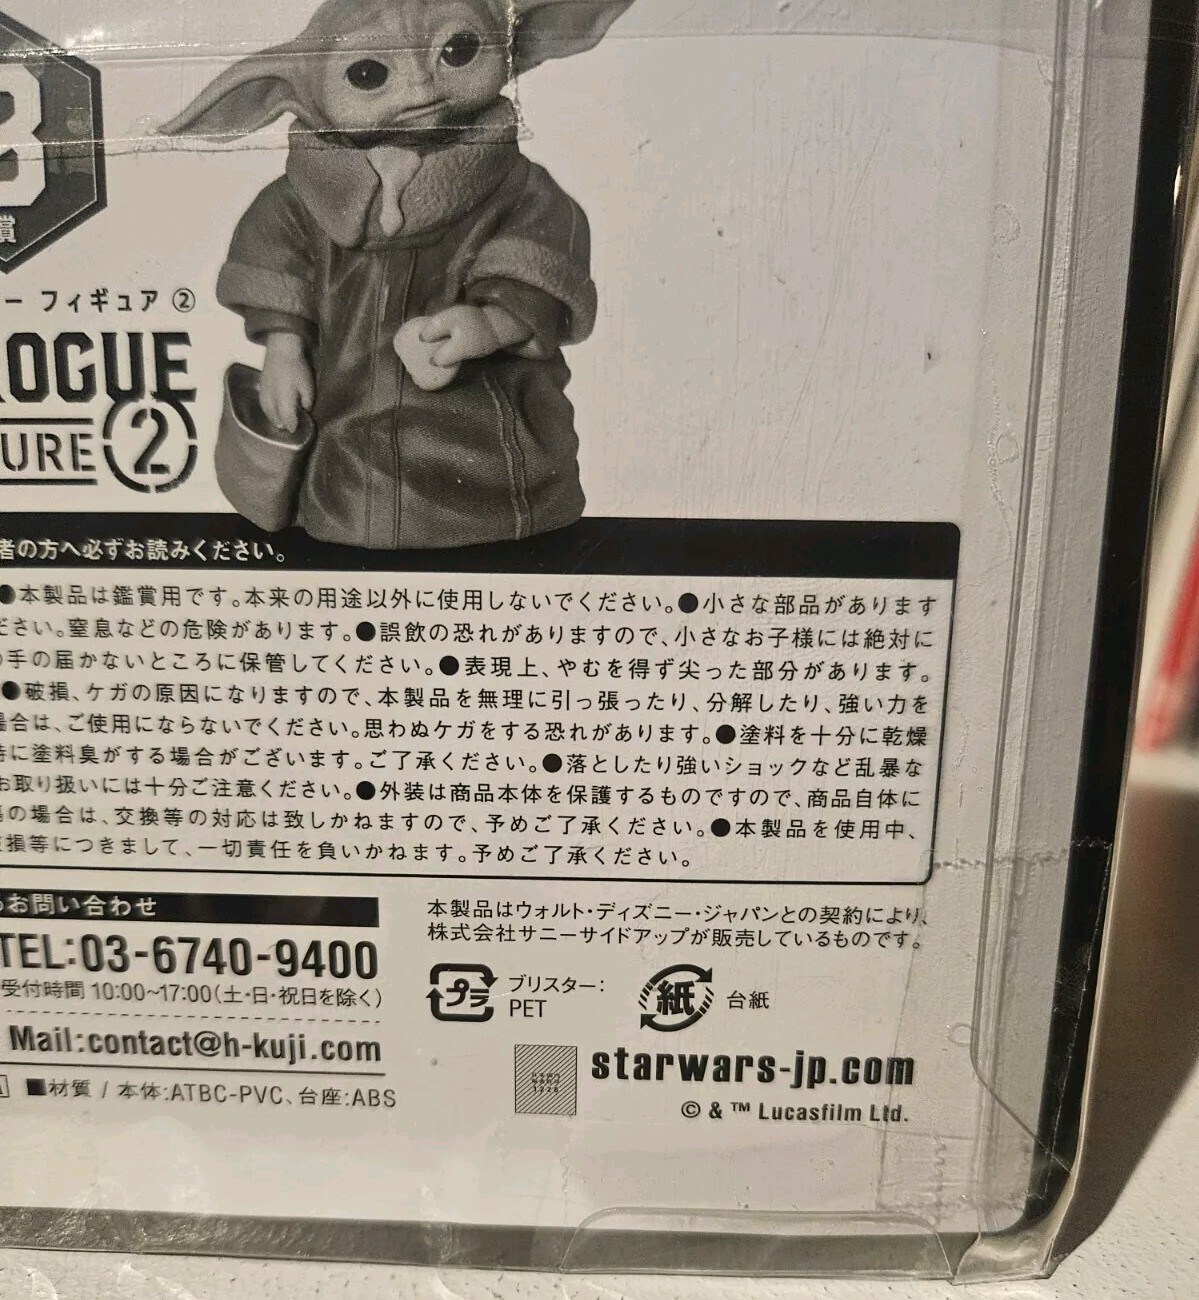 賞
ー フィギュア ②
ROGUE
URE ②
者の方へ必ずお読みください。
●本製品は鑑賞用です。本来の用途以外に使用しないでください。●小さな部品があります
ださい。窒息などの危険があります。●誤飲の恐れがありますので、小さなお子様には絶対に
の手の届かないところに保管してください。●表現上、やむを得ず尖った部分があります。
●破損、ケガの原因になりますので、本製品を無理に引っ張ったり、分解したり、強い力を
場合は、ご使用にならないでください。思わぬケガをする恐れがあります。●塗料を十分に乾燥
時に塗料臭がする場合がございます。ご了承ください。●落としたり強いショックなど乱暴な
お取り扱いには十分ご注意ください。●外装は商品本体を保護するものですので、商品自体に
の場合は、交換等の対応は致しかねますので、予めご了承ください。●本製品を使用中、
損等につきまして、一切責任を負いかねます。予めご了承ください。
お問い合わせ
TEL:03-6740-9400
受付時間 10:00~17:00(土・日・祝日を除く)
Mail:contact@h-kuji.com
■材質 / 本体:ATBC-PVC、台座:ABS
本製品はウォルト・ディズニー・ジャパンとの契約により、
株式会社サニーサイドアップが販売しているものです。
プラ ブリスター:
PET
紙 台紙
starwars-jp.com
© & ™ Lucasfilm Ltd.